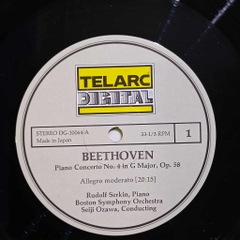 TELARC
DIGITAL
STEREO DG-10064-A
Made in Japan
33-1/3 RPM
1
BEETHOVEN
Piano Concerto No. 4 in G Major, Op. 58
Allegro moderato [20:15]
Rudolf Serkin, Piano
Boston Symphony Orchestra
Seiji Ozawa, Conducting